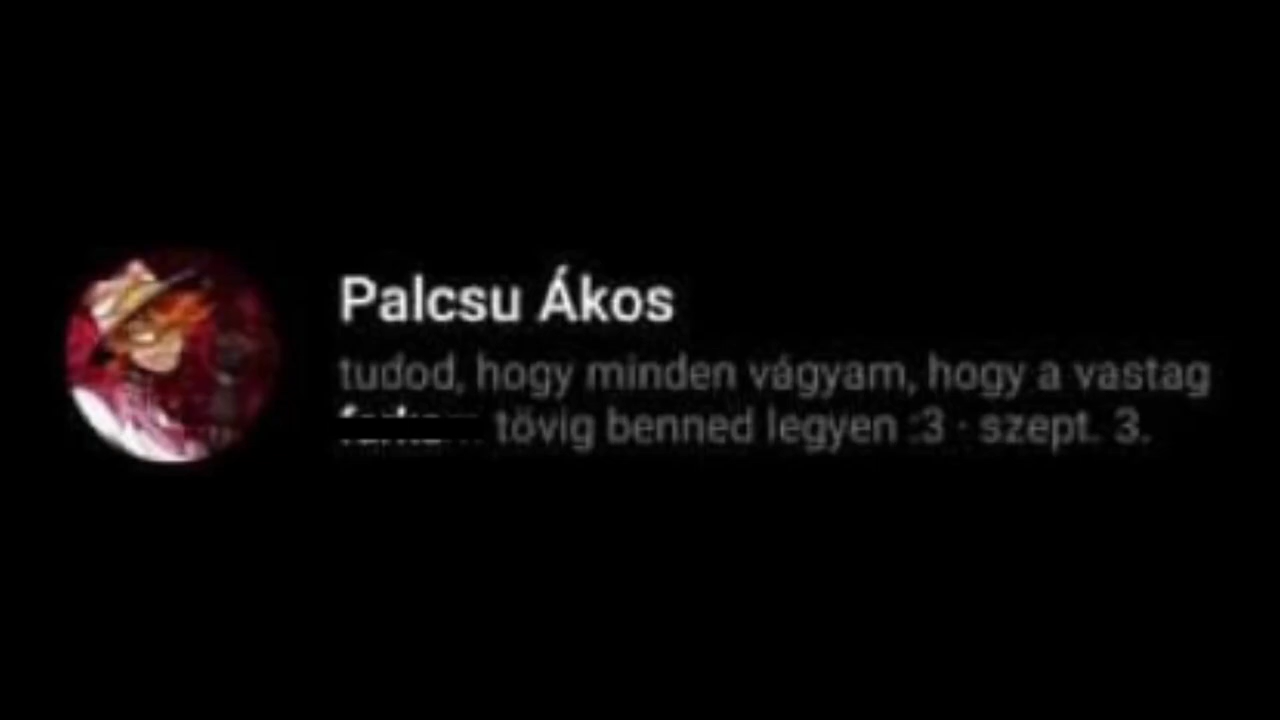 Palcsu Ákos
tudod, hogy minden vágyam, hogy a vastag
tövig benned legyen :3 · szept. 3.